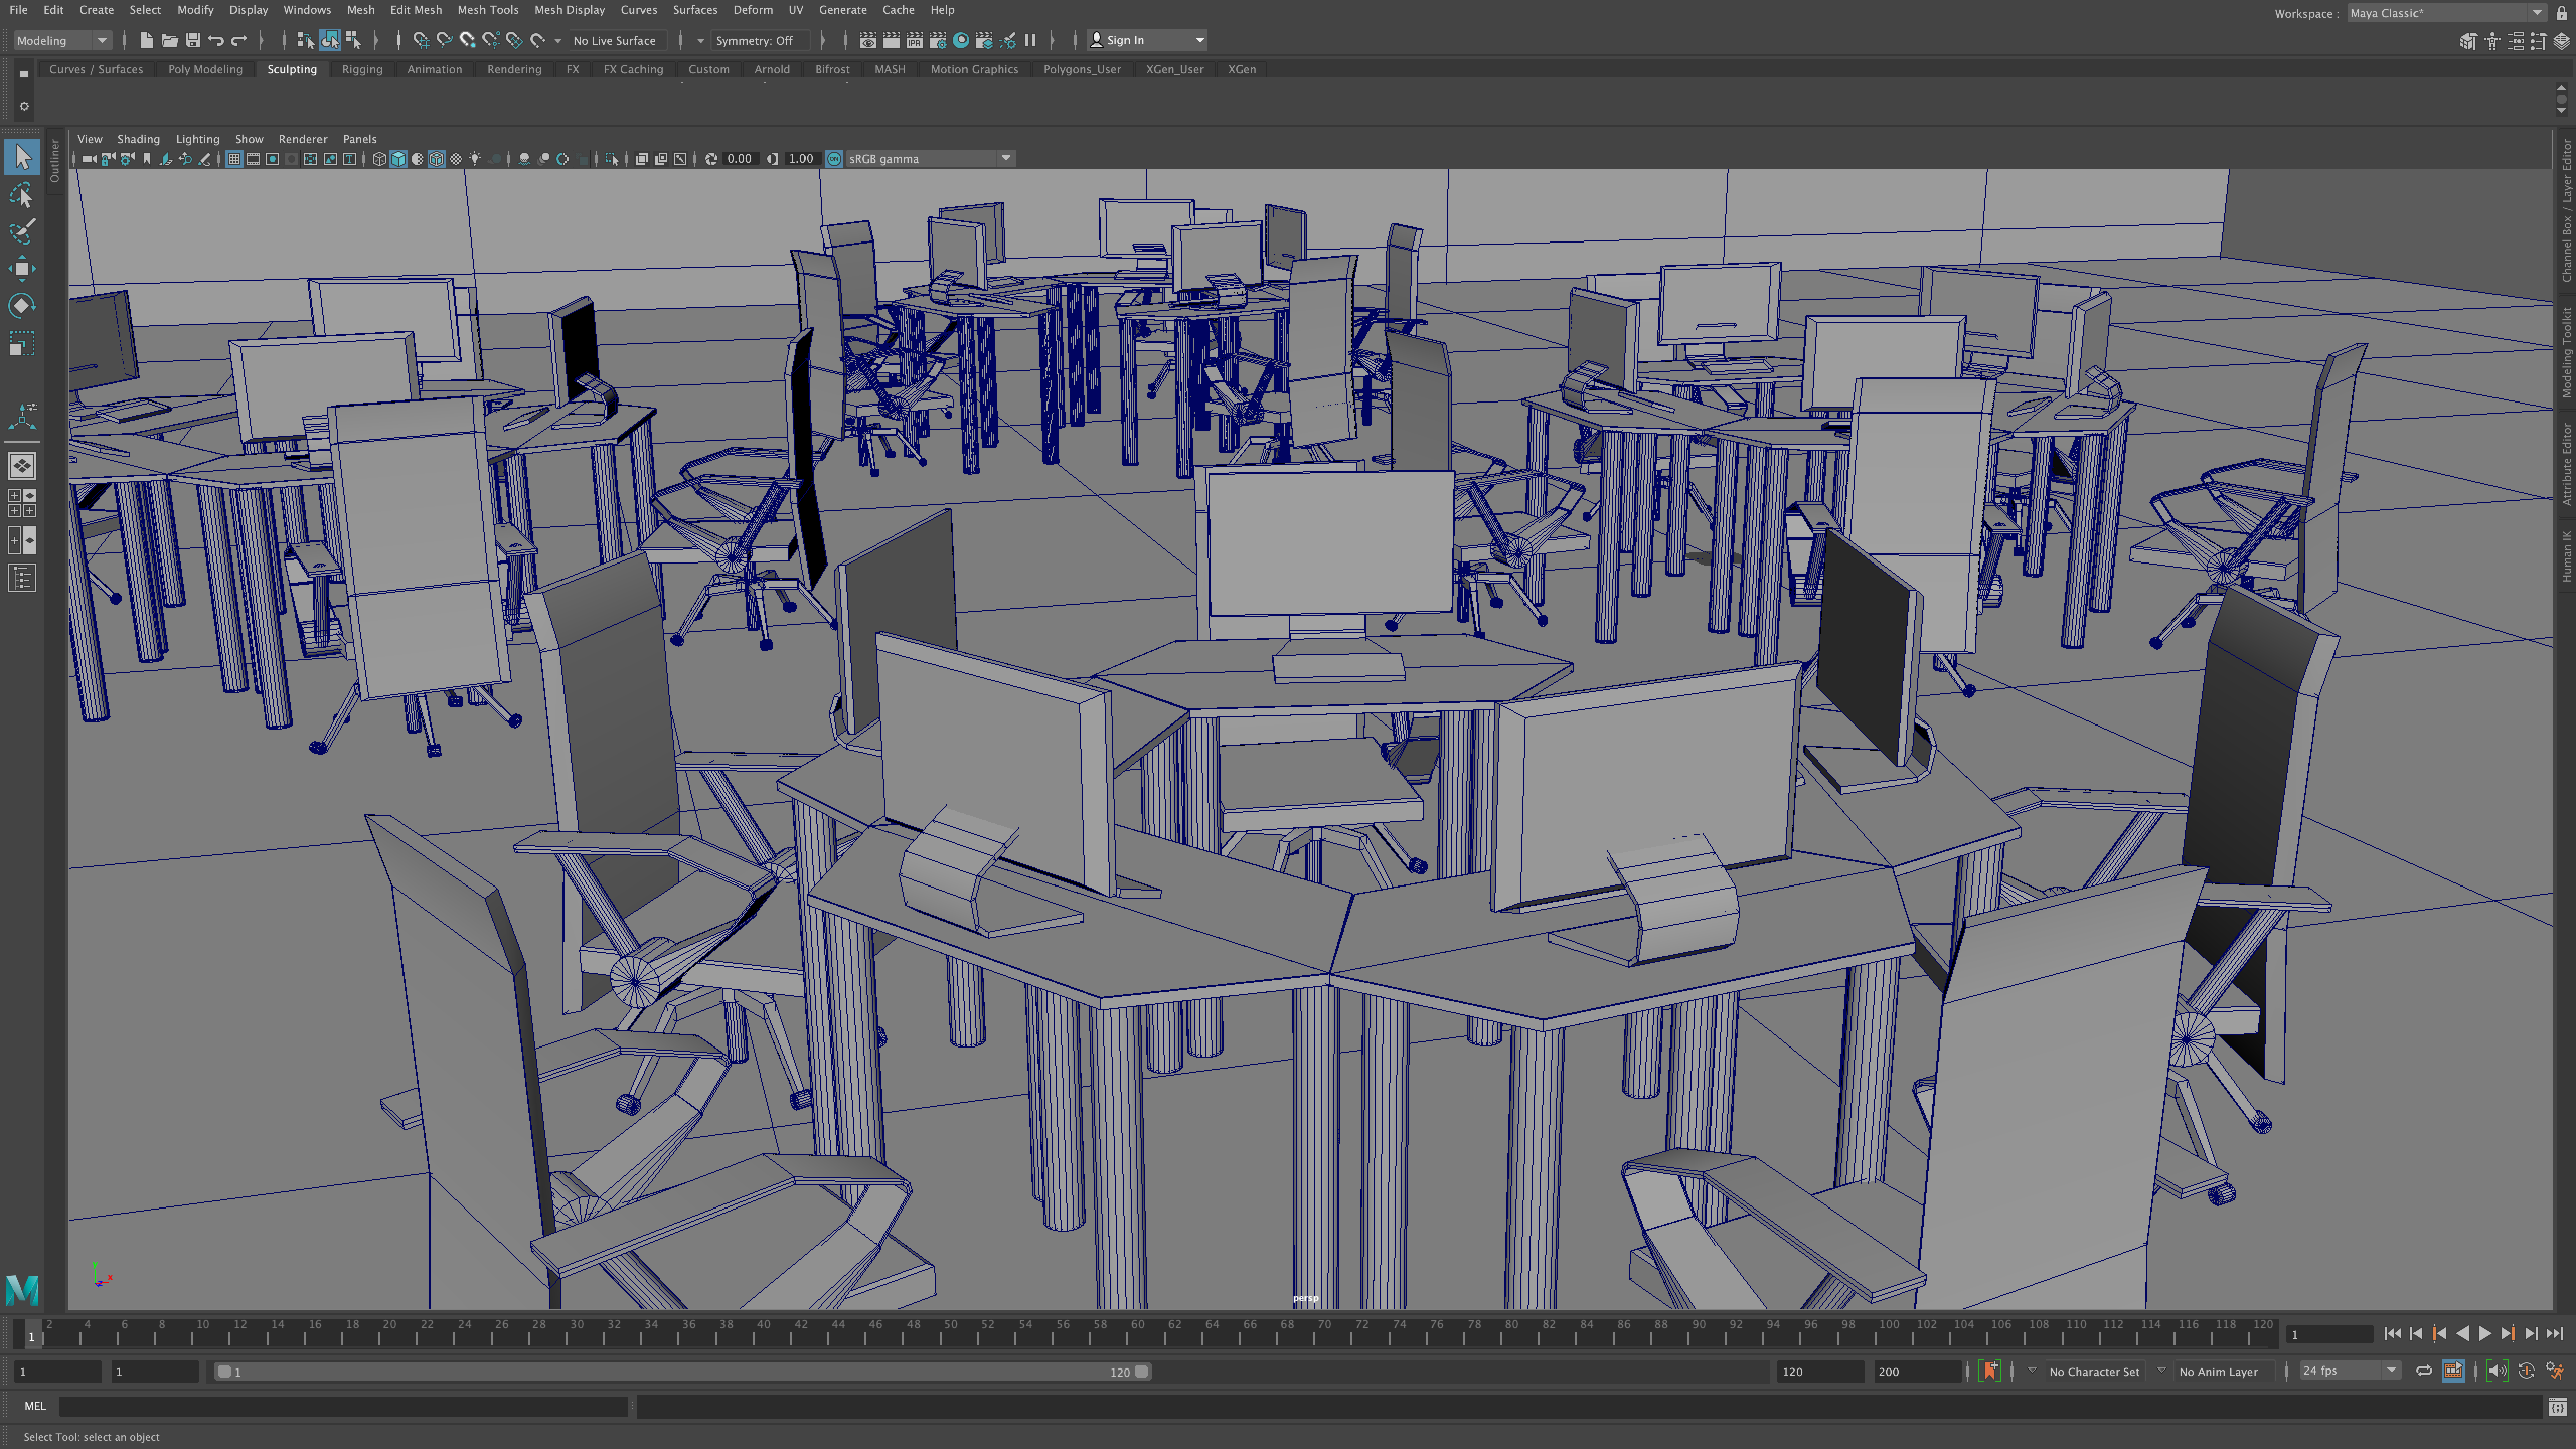 File Edit Create Select Modify Display Windows Mesh Edit Mesh Mesh Tools Mesh Display Curves Surfaces Deform UV Generate Cache Help
Workspace : Maya Classic*
Modeling No Live Surface Symmetry: Off IPR Sign In
Curves / Surfaces Poly Modeling Sculpting Rigging Animation Rendering FX FX Caching Custom Arnold Bifrost MASH Motion Graphics Polygons_User XGen_User XGen
View Shading Lighting Show Renderer Panels
0.00 1.00 ON sRGB gamma
Outliner
Channel Box / Layer Editor
Modeling Toolkit
Attribute Editor
Human IK
y
x
persp
1 2 4 6 8 10 12 14 16 18 20 22 24 26 28 30 32 34 36 38 40 42 44 46 48 50 52 54 56 58 60 62 64 66 68 70 72 74 76 78 80 82 84 86 88 90 92 94 96 98 100 102 104 106 108 110 112 114 116 118 120 1
1 1 1 120 120 200 No Character Set No Anim Layer 24 fps
MEL
Select Tool: select an object